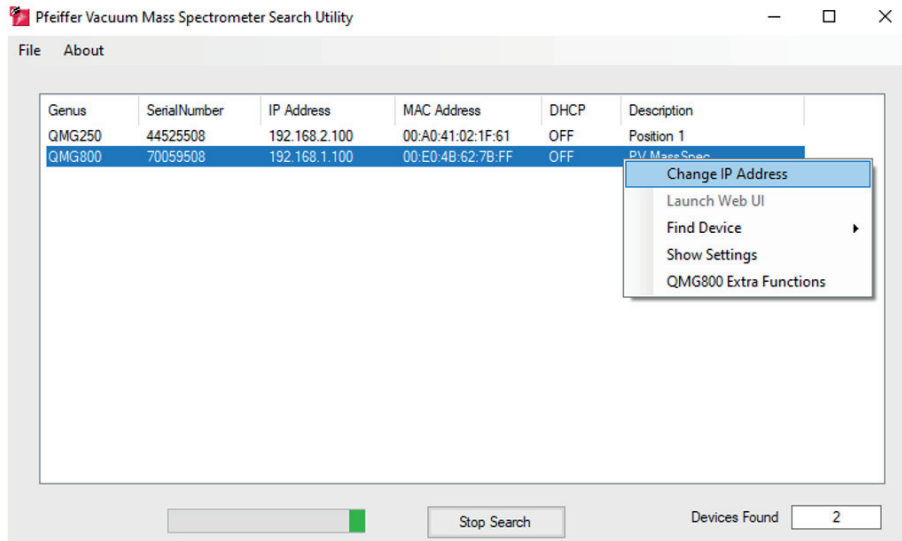 Pfeiffer Vacuum Mass Spectrometer Search Utility
File About
Genus SerialNumber IP Address MAC Address DHCP Description
QMG250 44525508 192.168.2.100 00:A0:41:02:1F:61 OFF Position 1
QMG800 70059508 192.168.1.100 00:E0:4B:62:7B:FF OFF PV MassSpec
Change IP Address
Launch Web UI
Find Device
Show Settings
QMG800 Extra Functions
Stop Search Devices Found 2